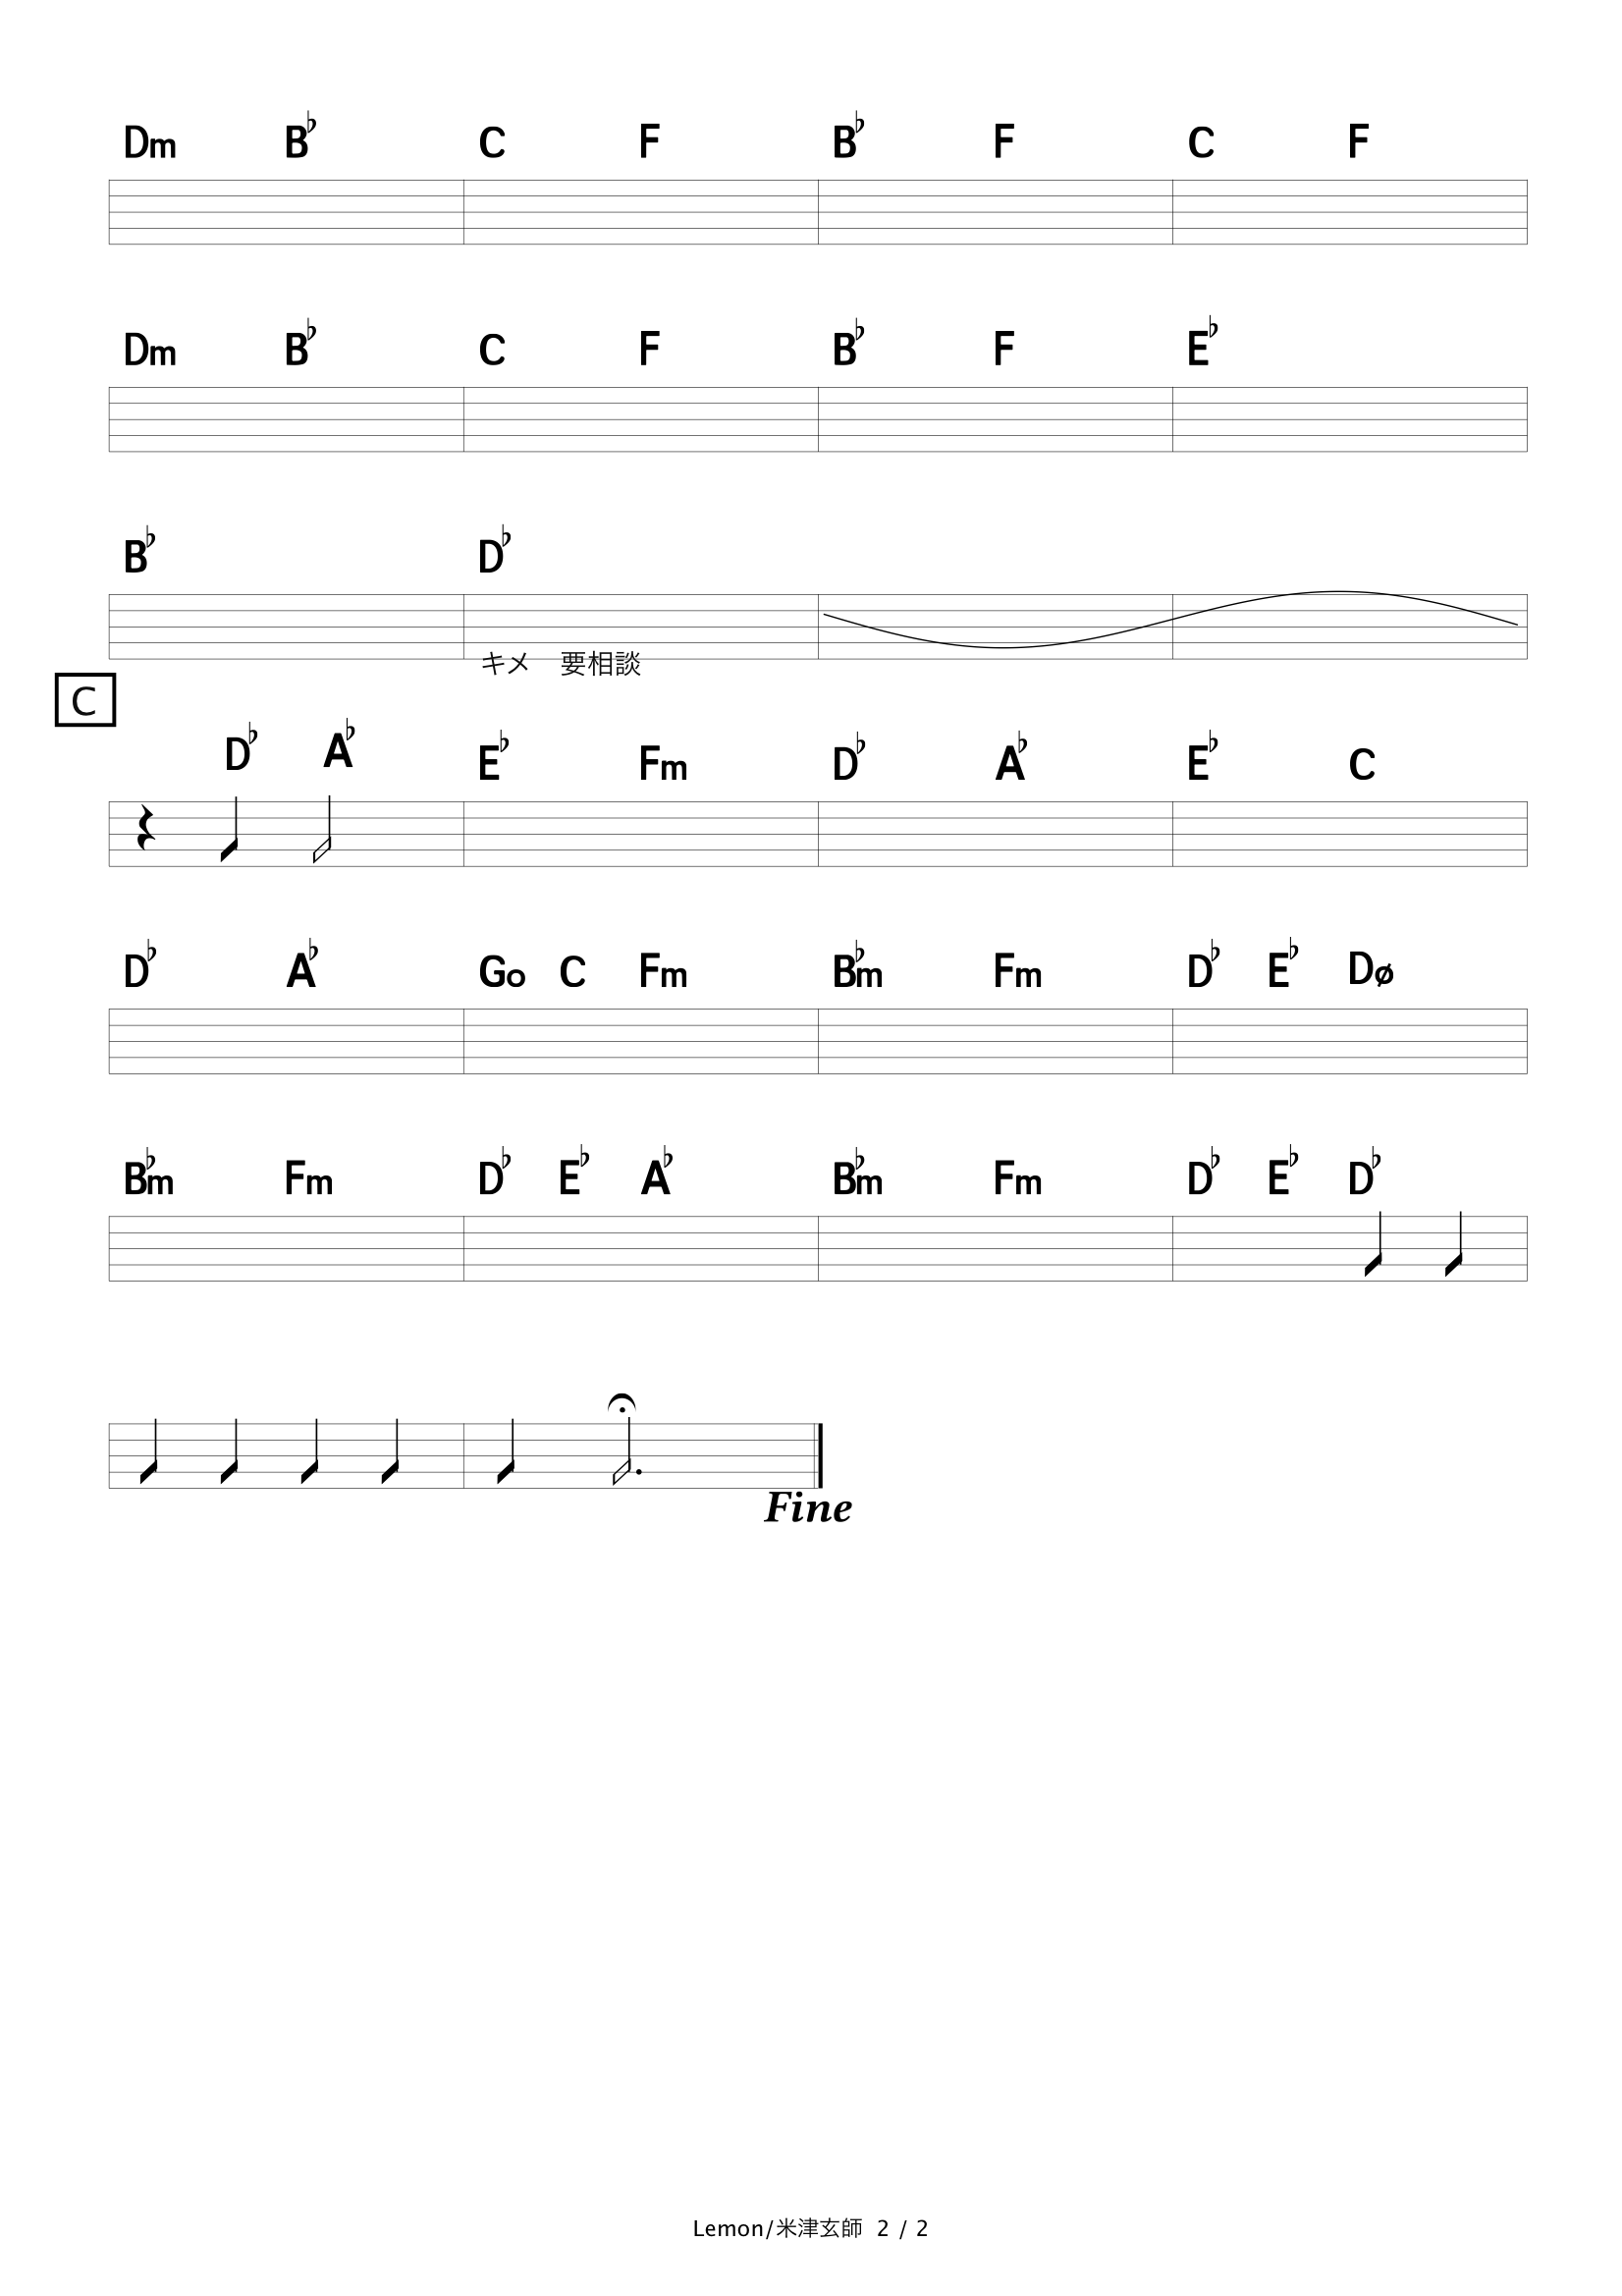 Dm B♭ C F B♭ F C F
Dm B♭ C F B♭ F E♭
B♭ D♭
キメ 要相談
C
D♭ A♭ E♭ Fm D♭ A♭ E♭ C
D♭ A♭ Go C Fm B♭m Fm D♭ E♭ Dø
B♭m Fm D♭ E♭ A♭ B♭m Fm D♭ E♭ D♭
Fine
Lemon/米津玄師 2 / 2